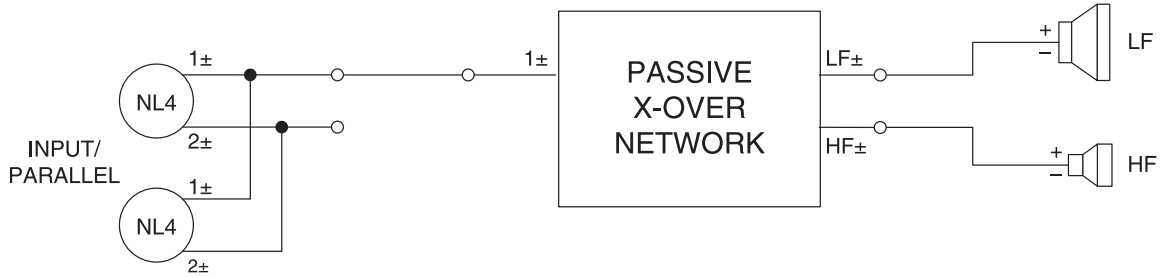 1±
NL4
2±
INPUT/
PARALLEL
1±
NL4
2±
1±
PASSIVE
X-OVER
NETWORK
LF±
HF±
+
−
LF
+
−
HF